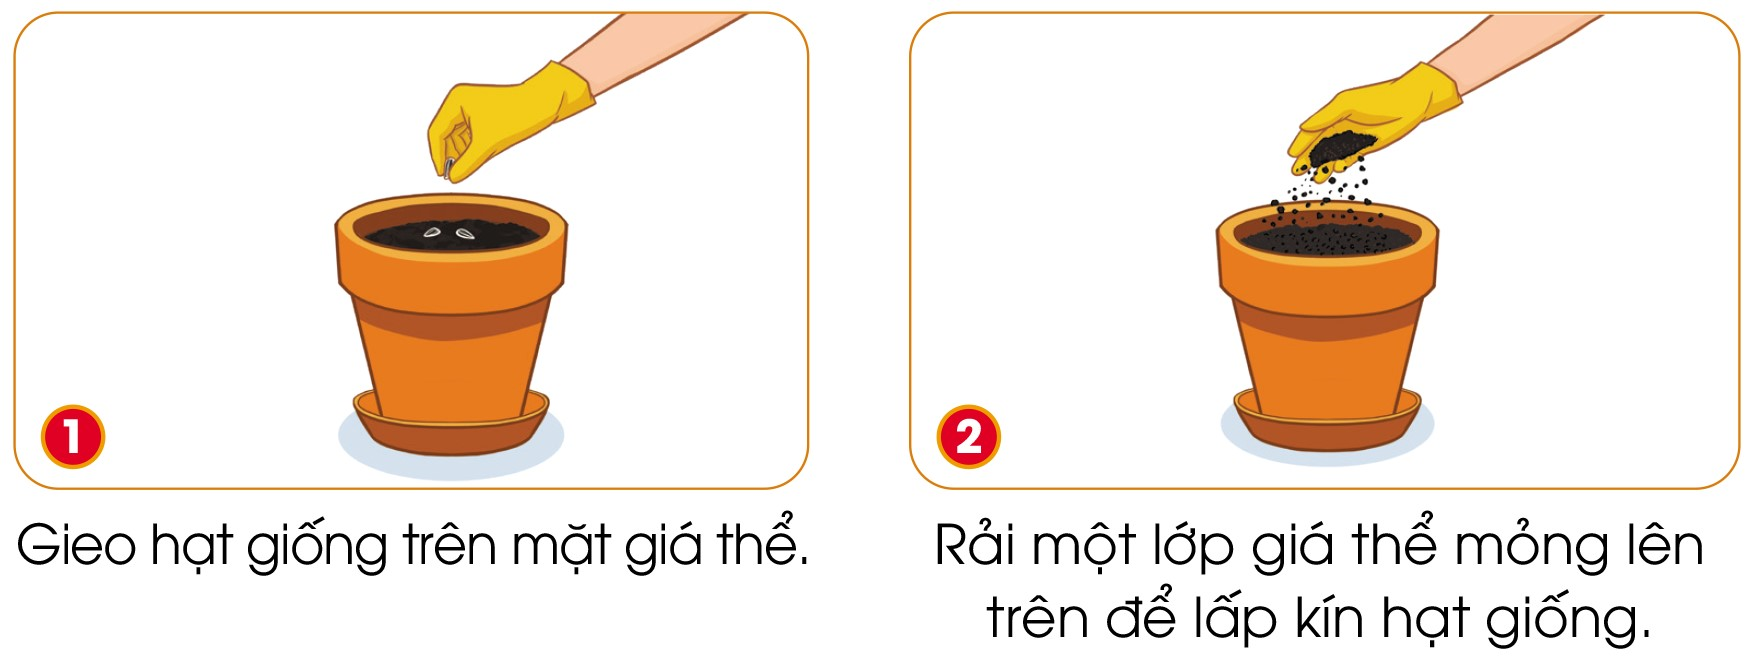 1
Gieo hạt giống trên mặt giá thể.
2
Rải một lớp giá thể mỏng lên
trên để lấp kín hạt giống.